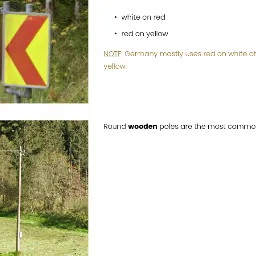 • white on red
• red on yellow
NOTE: Germany mostly uses red on white ch
yellow.
Round wooden poles are the most commo